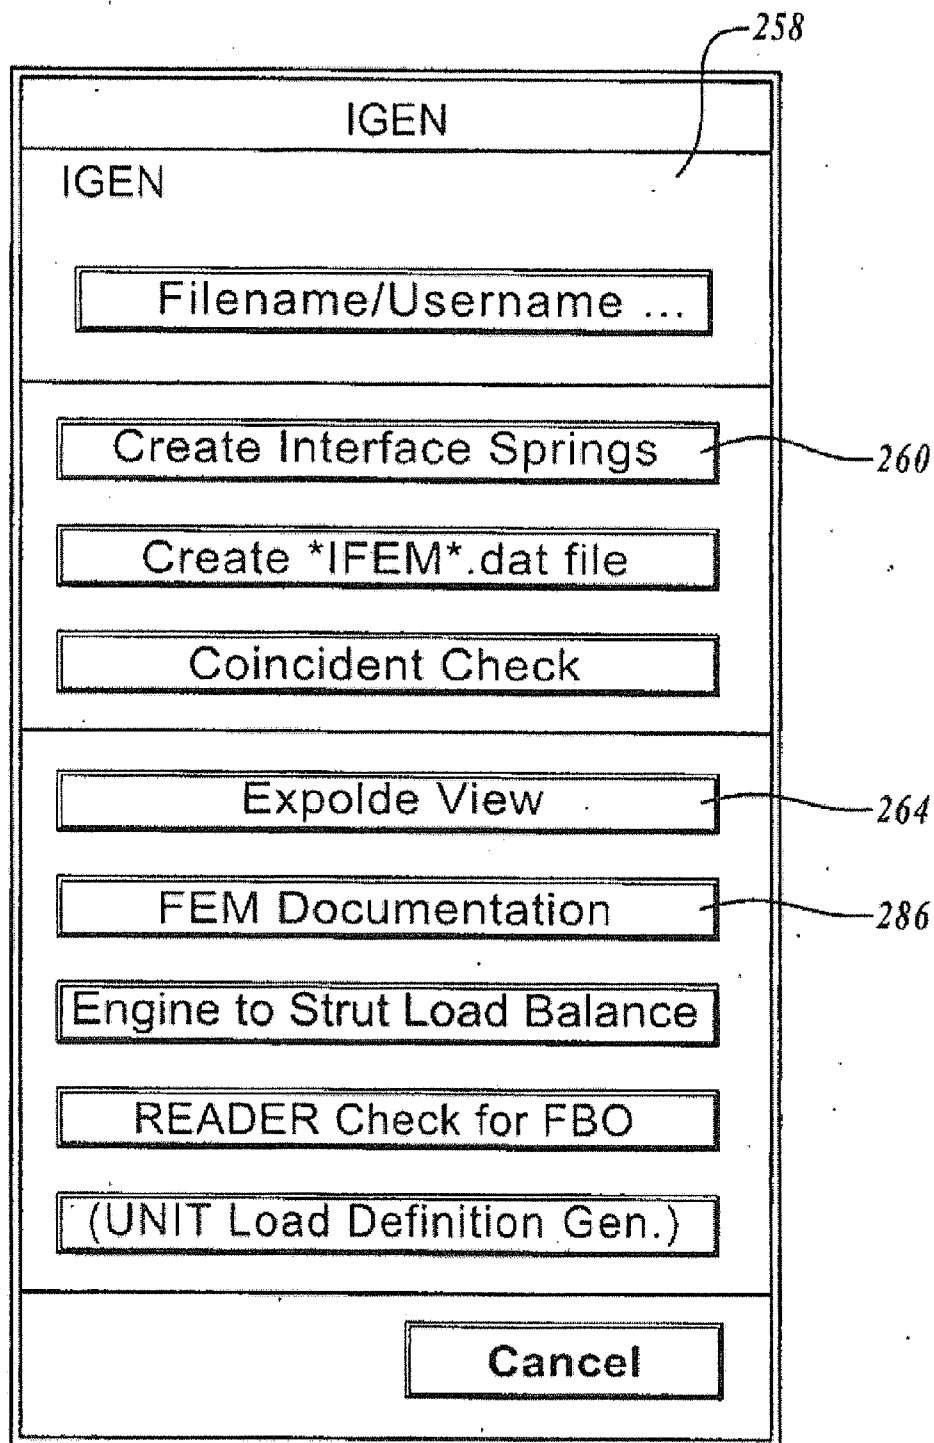 258
IGEN
IGEN
Filename/Username ...
Create Interface Springs
260
Create *IFEM*.dat file
Coincident Check
Expolde View
264
FEM Documentation
286
Engine to Strut Load Balance
READER Check for FBO
(UNIT Load Definition Gen.)
Cancel